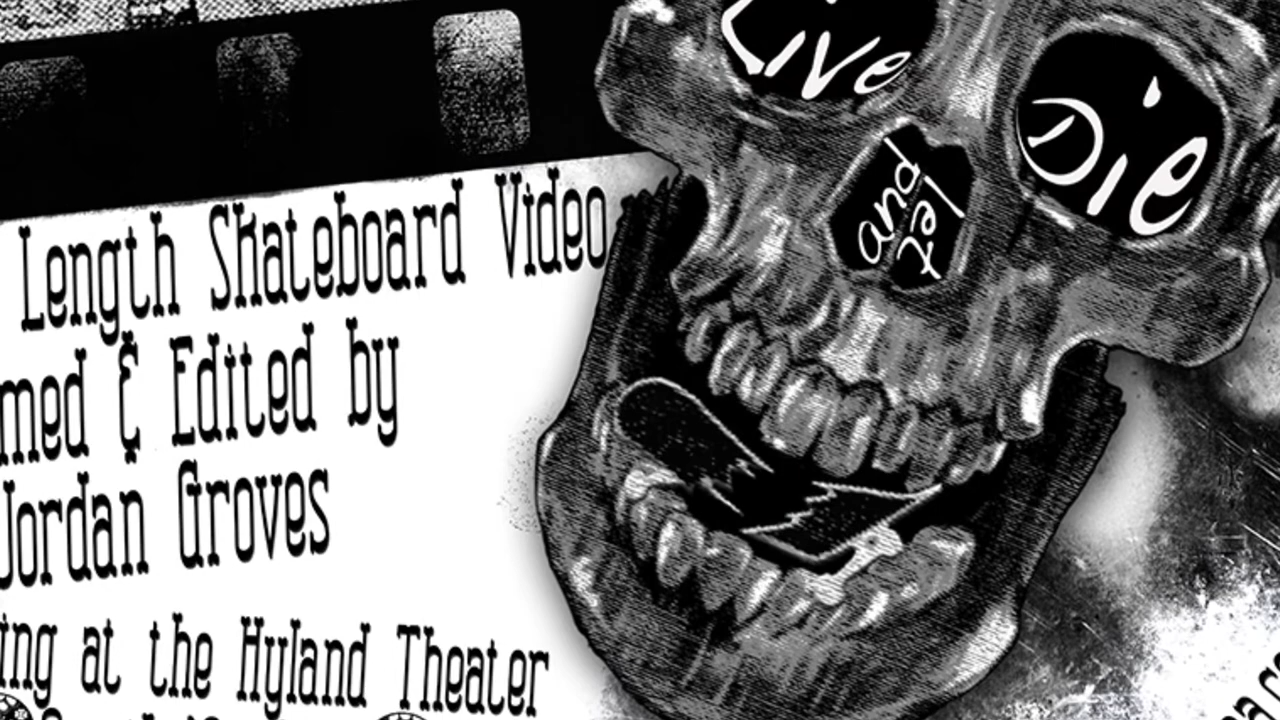 Live
and let
Die
Length Skateboard Video
med & Edited by
Jordan Groves
ing at the Hyland Theater